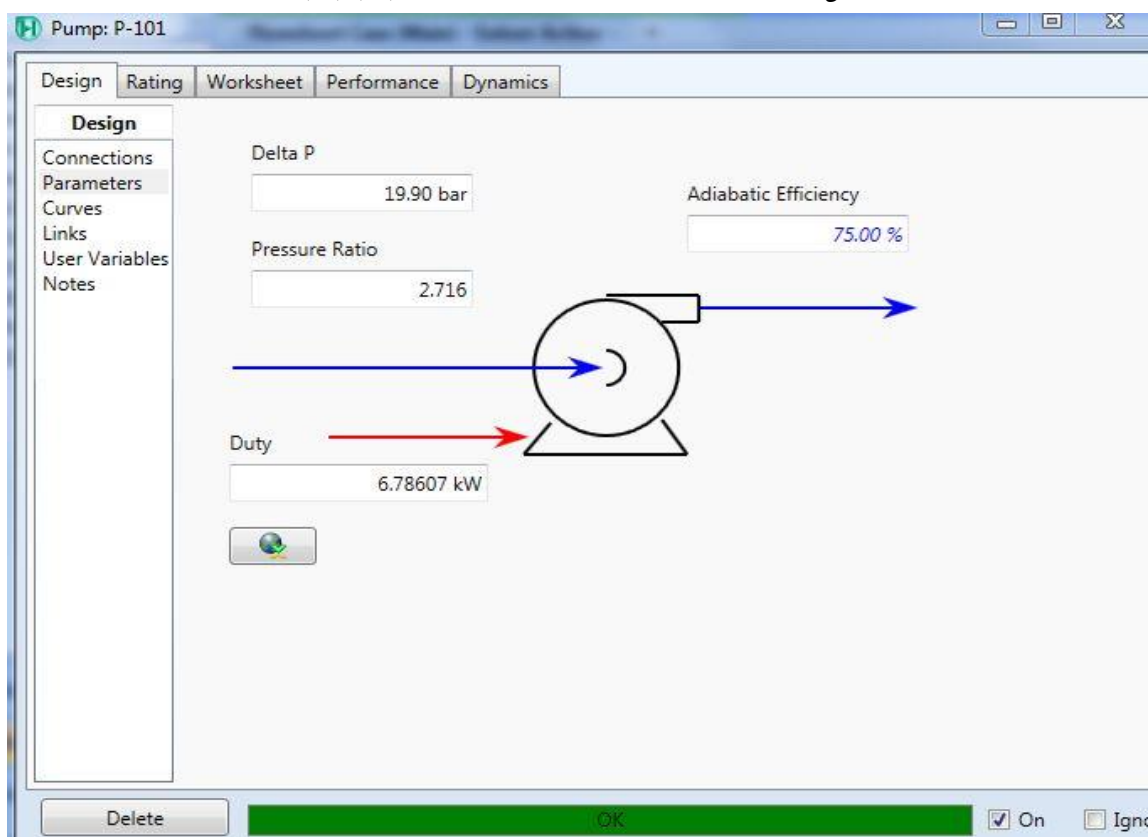 Pump: P-101
Design Rating Worksheet Performance Dynamics
Design
Connections
Parameters
Curves
Links
User Variables
Notes
Delta P
19.90 bar
Adiabatic Efficiency
75.00 %
Pressure Ratio
2.716
Duty
6.78607 kW
Delete OK On